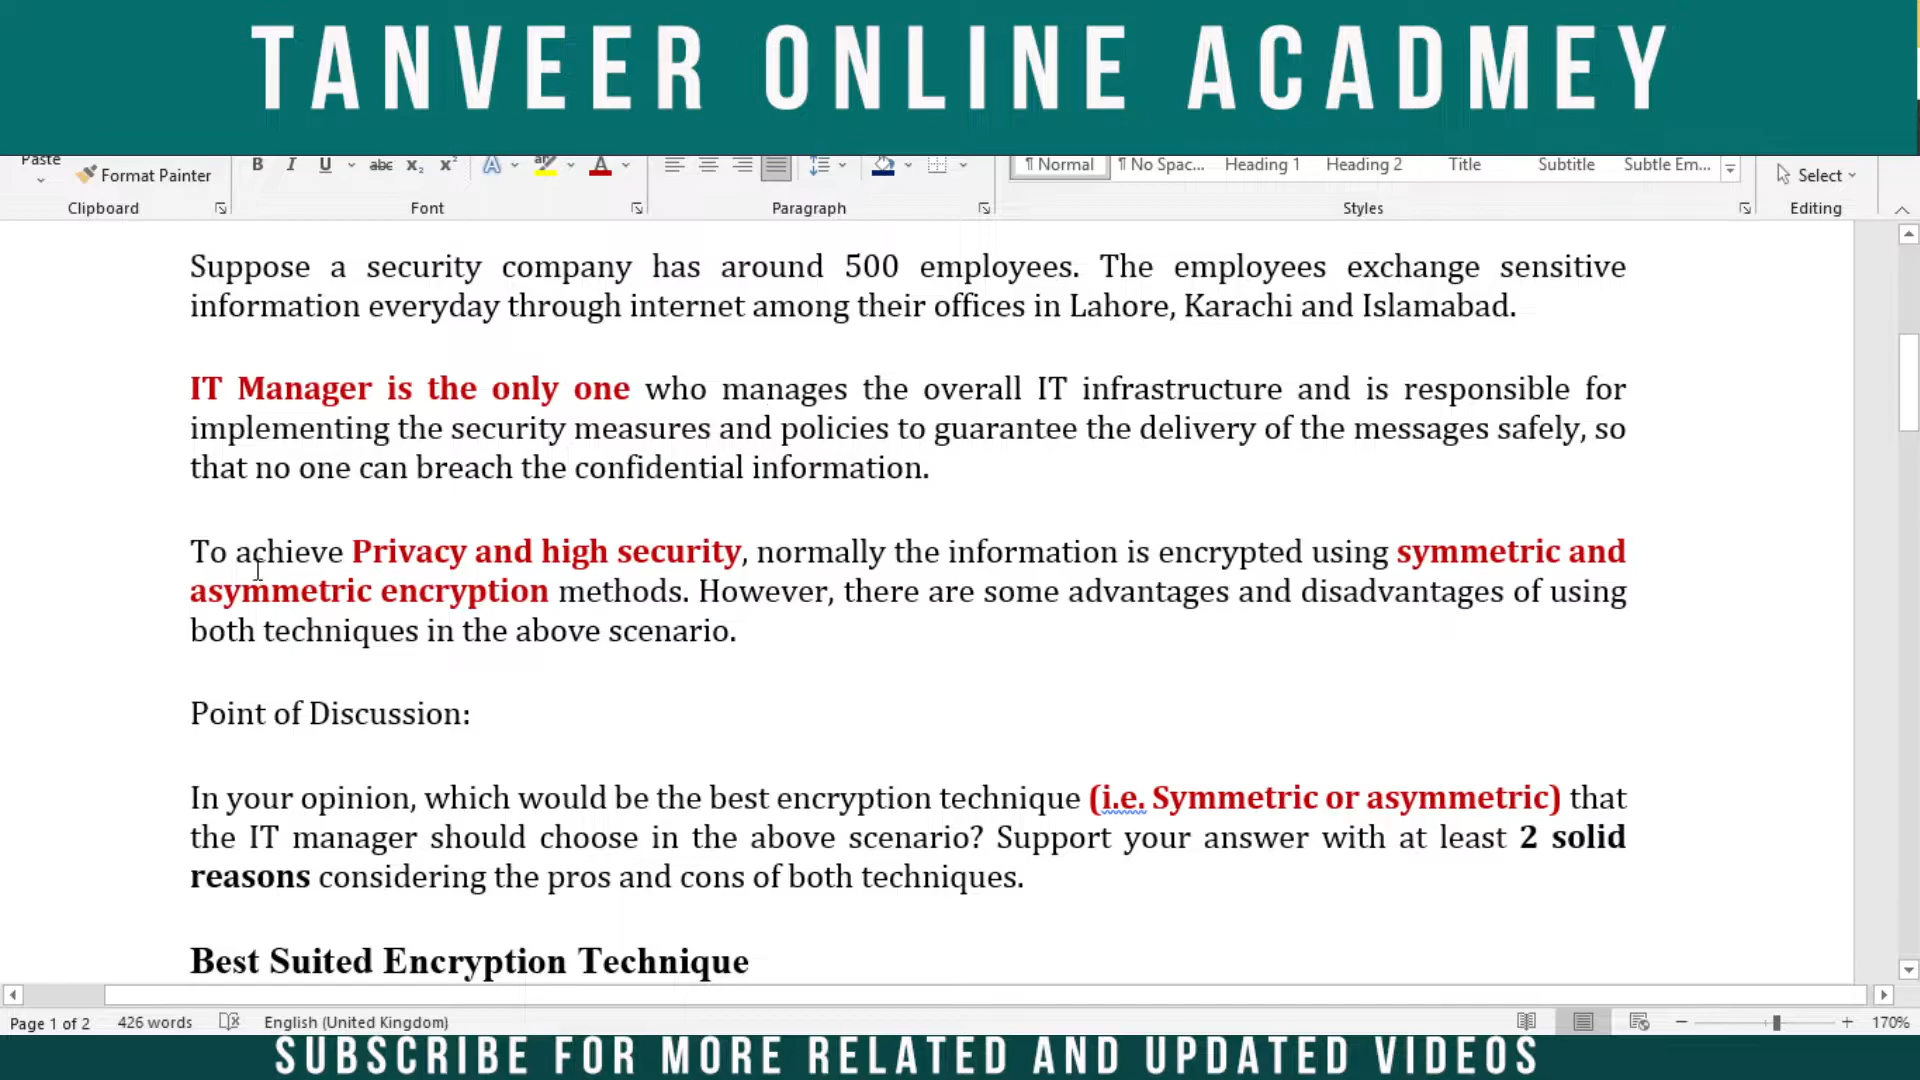 TANVEER ONLINE ACADMEY
Paste
Format Painter
B I U abc x₂ x² A A
¶ Normal ¶ No Spac... Heading 1 Heading 2 Title Subtitle Subtle Em...
Select
Clipboard Font Paragraph Styles Editing
Suppose a security company has around 500 employees. The employees exchange sensitive
information everyday through internet among their offices in Lahore, Karachi and Islamabad.
IT Manager is the only one who manages the overall IT infrastructure and is responsible for
implementing the security measures and policies to guarantee the delivery of the messages safely, so
that no one can breach the confidential information.
To achieve Privacy and high security, normally the information is encrypted using symmetric and
asymmetric encryption methods. However, there are some advantages and disadvantages of using
both techniques in the above scenario.
Point of Discussion:
In your opinion, which would be the best encryption technique (i.e. Symmetric or asymmetric) that
the IT manager should choose in the above scenario? Support your answer with at least 2 solid
reasons considering the pros and cons of both techniques.
Best Suited Encryption Technique
Page 1 of 2 426 words English (United Kingdom) 170%
SUBSCRIBE FOR MORE RELATED AND UPDATED VIDEOS